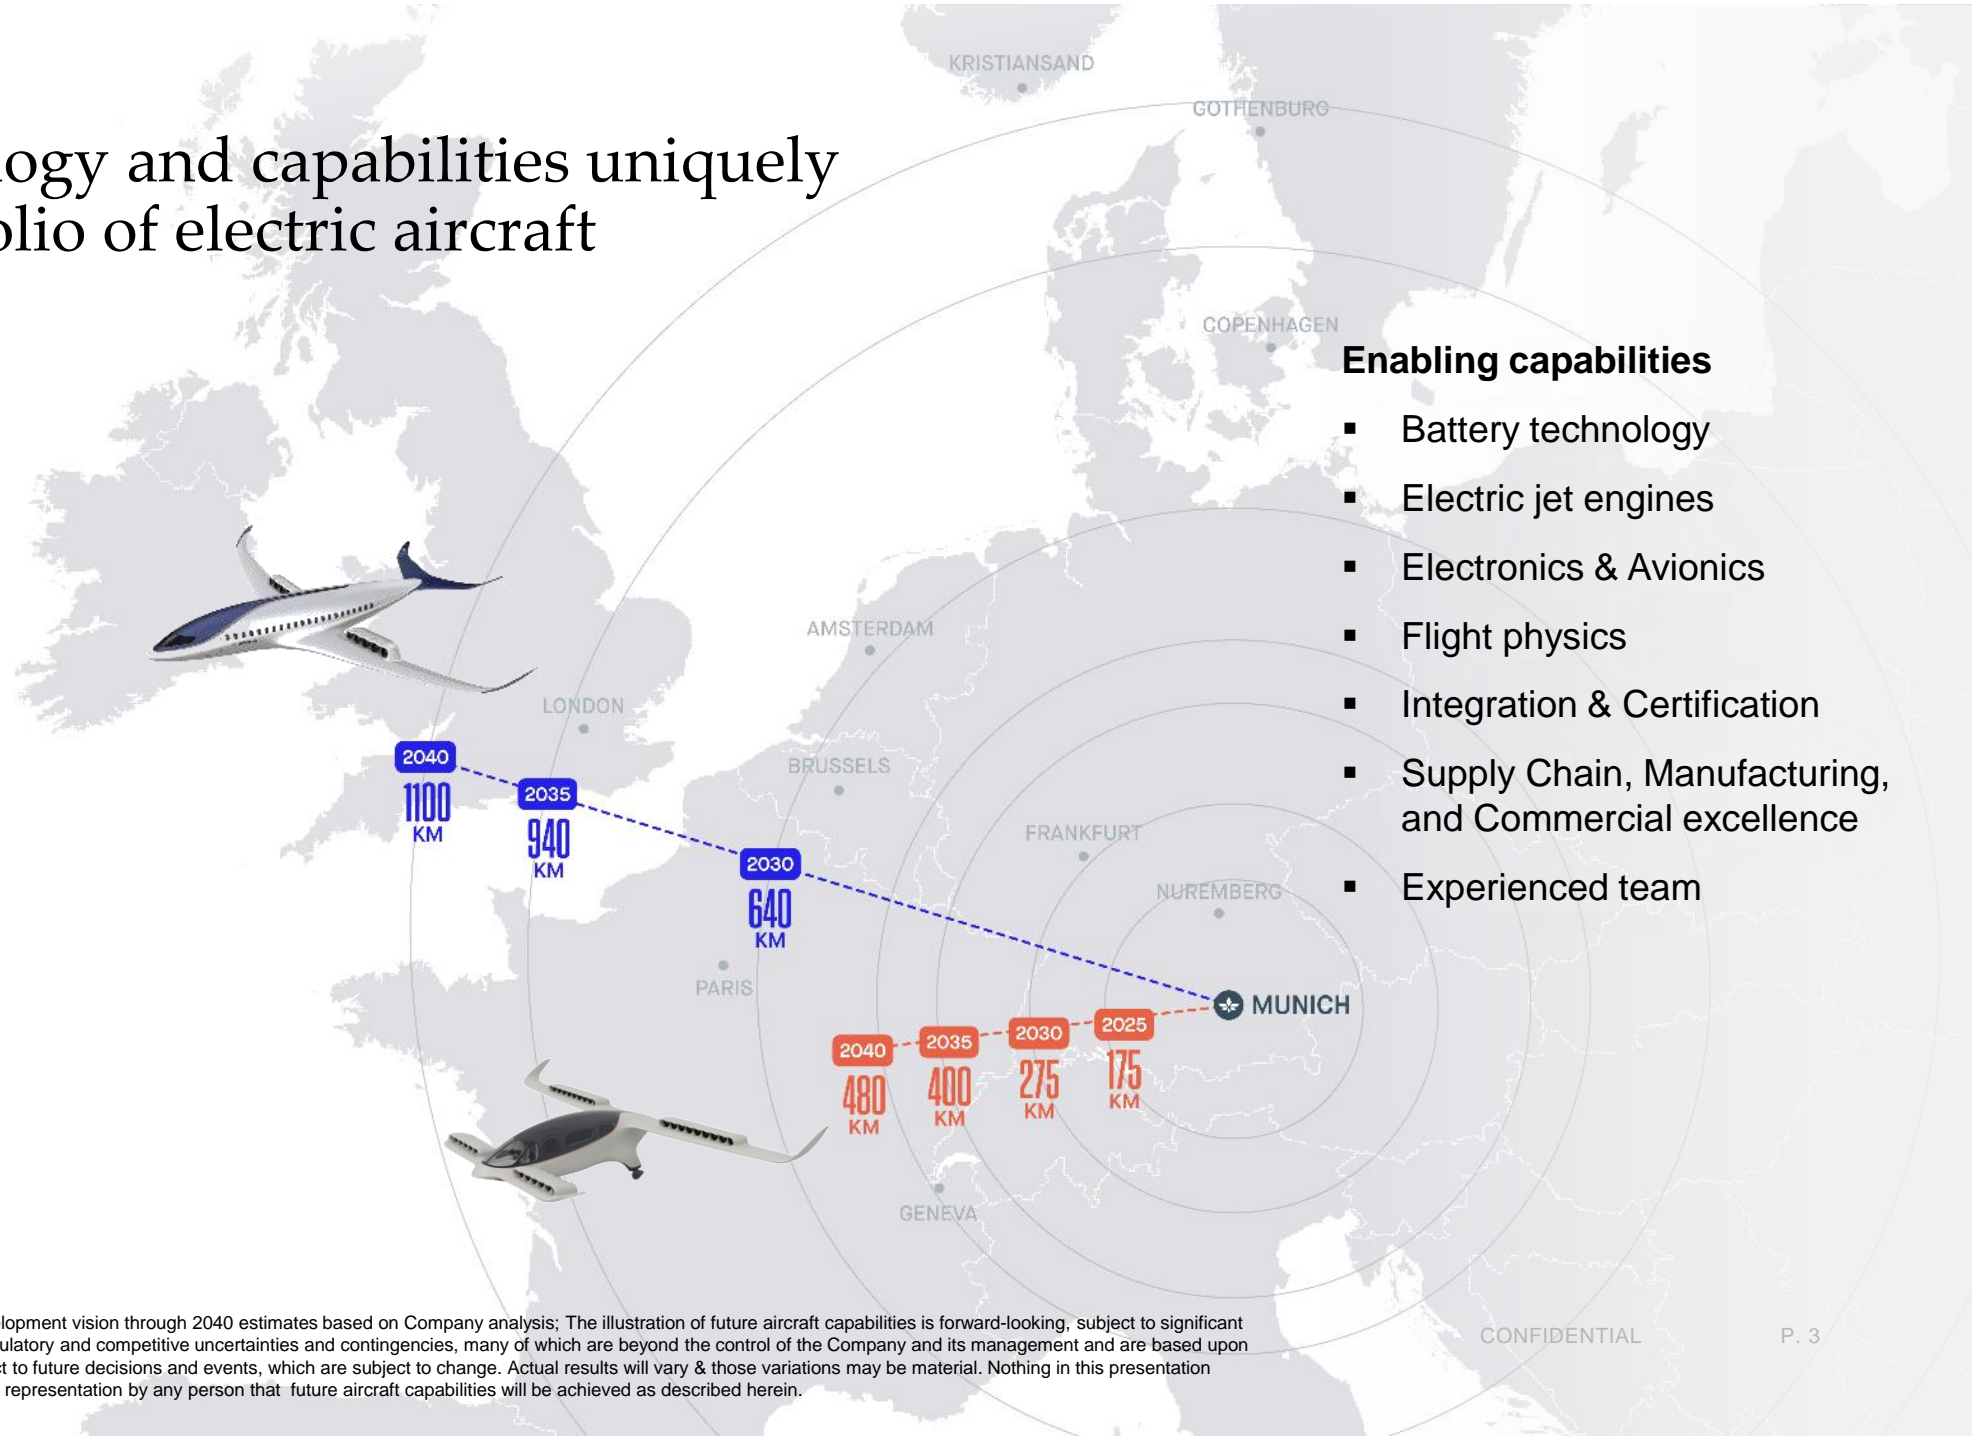 KRISTIANSAND
GOTHENBURG
ogy and capabilities uniquely
olio of electric aircraft
COPENHAGEN
Enabling capabilities
▪ Battery technology
▪ Electric jet engines
▪ Electronics & Avionics
▪ Flight physics
▪ Integration & Certification
▪ Supply Chain, Manufacturing,
and Commercial excellence
▪ Experienced team
AMSTERDAM
LONDON
BRUSSELS
FRANKFURT
NUREMBERG
PARIS
MUNICH
GENEVA
2040
1100
KM
2035
940
KM
2030
640
KM
2040
480
KM
2035
400
KM
2030
275
KM
2025
175
KM
lopment vision through 2040 estimates based on Company analysis; The illustration of future aircraft capabilities is forward-looking, subject to significant
ulatory and competitive uncertainties and contingencies, many of which are beyond the control of the Company and its management and are based upon
ct to future decisions and events, which are subject to change. Actual results will vary & those variations may be material. Nothing in this presentation
representation by any person that future aircraft capabilities will be achieved as described herein.
CONFIDENTIAL
P. 3